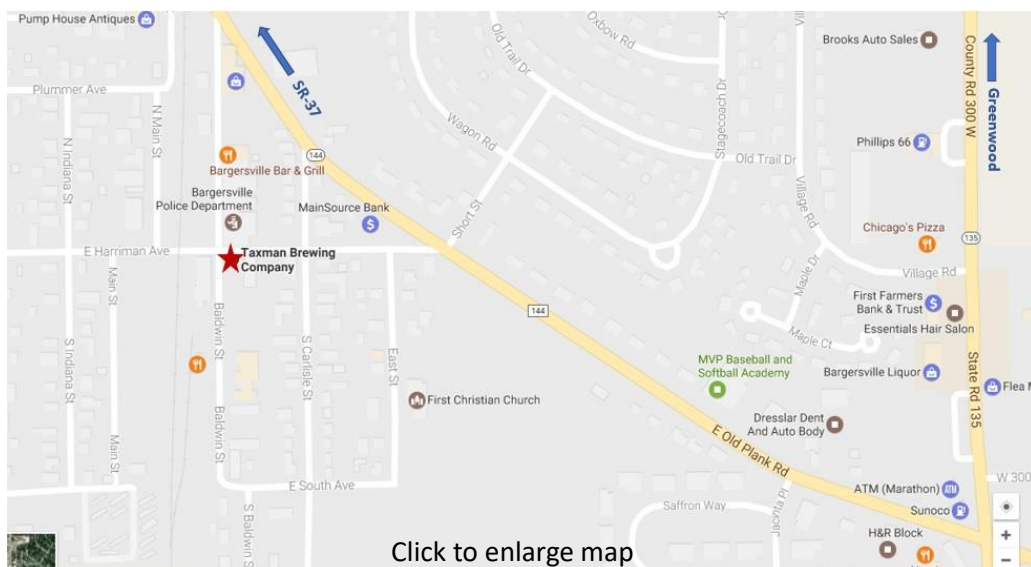 Pump House Antiques
Plummer Ave
N Main St
N Indiana St
SR-37
144
Bargersville Bar & Grill
Bargersville
Police Department
MainSource Bank
E Harriman Ave
Taxman Brewing
Company
Oxbow Rd
Old Trail Dr
Stagecoach Dr
Wagon Rd
Old Trail Dr
Village Rd
Short St
Brooks Auto Sales
County Rd 300 W
Greenwood
Phillips 66
Chicago's Pizza
135
Village Rd
Maple Dr
First Farmers
Bank & Trust
Essentials Hair Salon
Maple Ct
144
Main St
Baldwin St
S Indiana St
S Carlisle St
East St
MVP Baseball and
Softball Academy
Bargersville Liquor
State Rd 135
Flea
First Christian Church
Dresslar Dent
And Auto Body
E Old Plank Rd
Main St
Baldwin St
E South Ave
S Baldwin
Saffron Way
Jacinta Pl
ATM (Marathon)
ATM
W 300
Sunoco
H&R Block
Click to enlarge map
+
−